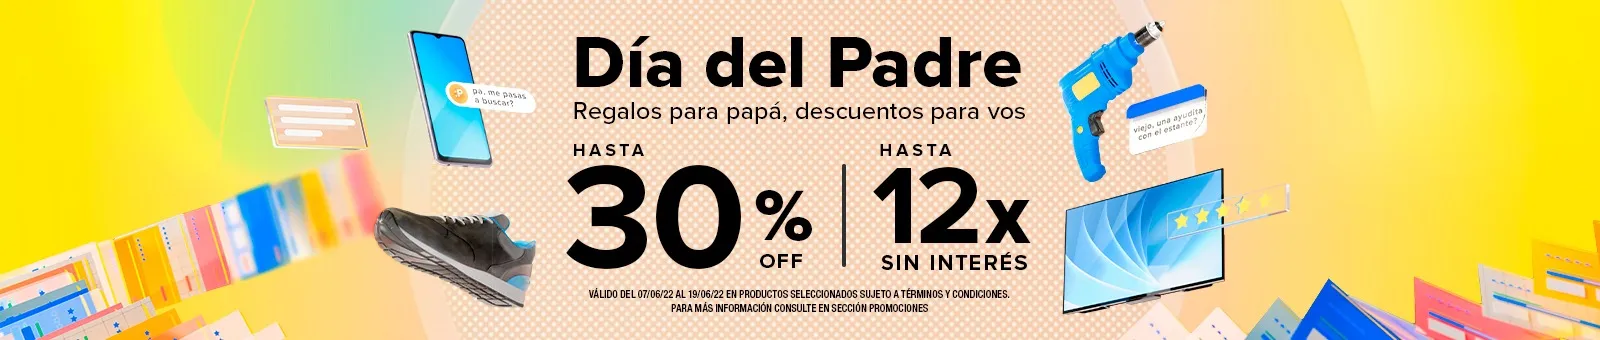 Día del Padre
Regalos para papá, descuentos para vos
HASTA
30%
OFF
HASTA
12x
SIN INTERÉS
VÁLIDO DEL 07/06/22 AL 19/06/22 EN PRODUCTOS SELECCIONADOS SUJETO A TÉRMINOS Y CONDICIONES.
PARA MÁS INFORMACIÓN CONSULTE EN SECCIÓN PROMOCIONES
pa, me pasas
a buscar?
viejo, una ayudita
con el estante?